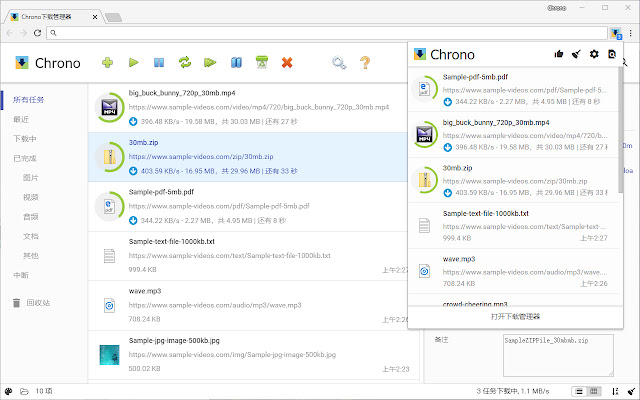 Chrono
Chrono下载管理器
3
Chrono
所有任务
最近
下载中
已完成
图片
视频
音频
文档
其他
中断
回收站
big_buck_bunny_720p_30mb.mp4
https://www.sample-videos.com/video/mp4/720/big_buck_bunny_720p_30mb.mp4
396.48 KB/s - 19.58 MB，共 30.03 MB | 还有 27 秒
30mb.zip
https://www.sample-videos.com/zip/30mb.zip
403.59 KB/s - 16.95 MB，共 29.96 MB | 还有 33 秒
Sample-pdf-5mb.pdf
https://www.sample-videos.com/pdf/Sample-pdf-5mb.pdf
344.22 KB/s - 2.27 MB，共 4.95 MB | 还有 8 秒
Sample-text-file-1000kb.txt
https://www.sample-videos.com/text/Sample-text-file-1000kb.txt
999.4 KB
上午2:27
wave.mp3
https://www.sample-videos.com/audio/mp3/wave.mp3
708.24 KB
上午2:26
Sample-jpg-image-500kb.jpg
https://www.sample-videos.com/img/Sample-jpg-image-500kb.jpg
500.02 KB
上午2:23
Chrono
Sample-pdf-5mb.pdf
https://www.sample-videos.com/pdf/Sample-pdf-5...
344.22 KB/s - 2.27 MB，共 4.95 MB | 还有 8 秒
big_buck_bunny_720p_30mb.mp4
https://www.sample-videos.com/video/mp4/720/bi...
396.48 KB/s - 19.58 MB，共 30.03 MB | 还有 27 秒
30mb.zip
https://www.sample-videos.com/zip/30mb.zip
403.59 KB/s - 16.95 MB，共 29.96 MB | 还有 33 秒
Sample-text-file-1000kb.txt
https://www.sample-videos.com/text/Sample-text...
999.4 KB
上午2:27
wave.mp3
https://www.sample-videos.com/audio/mp3/wave....
708.24 KB
上午2:26
crowd-cheering.mp3
打开下载管理器
备注
SampleZIPFile_30mbmb.zip
10 项
3 任务下载中, 1.1 MB/s